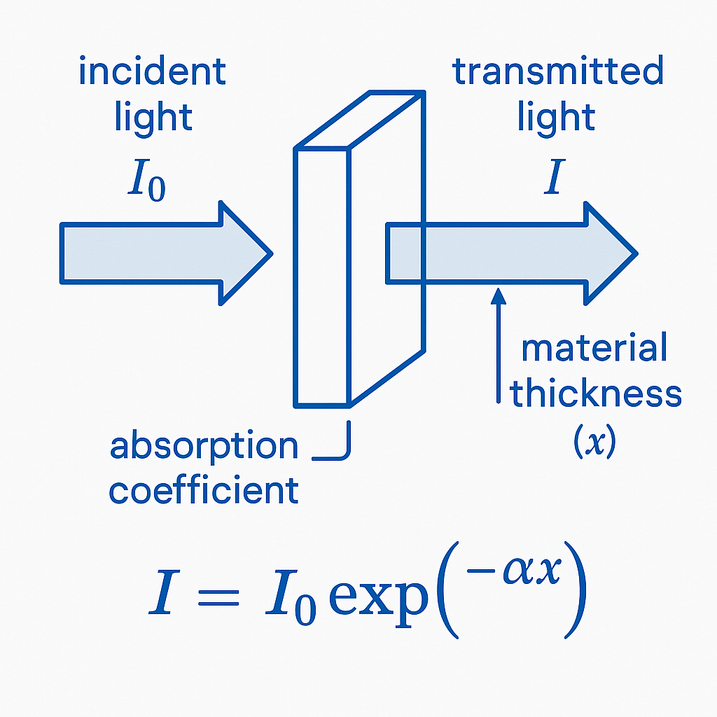 incident
light
I₀
transmitted
light
I
material
thickness
(x)
absorption
coefficient
I = I₀ exp(−αx)